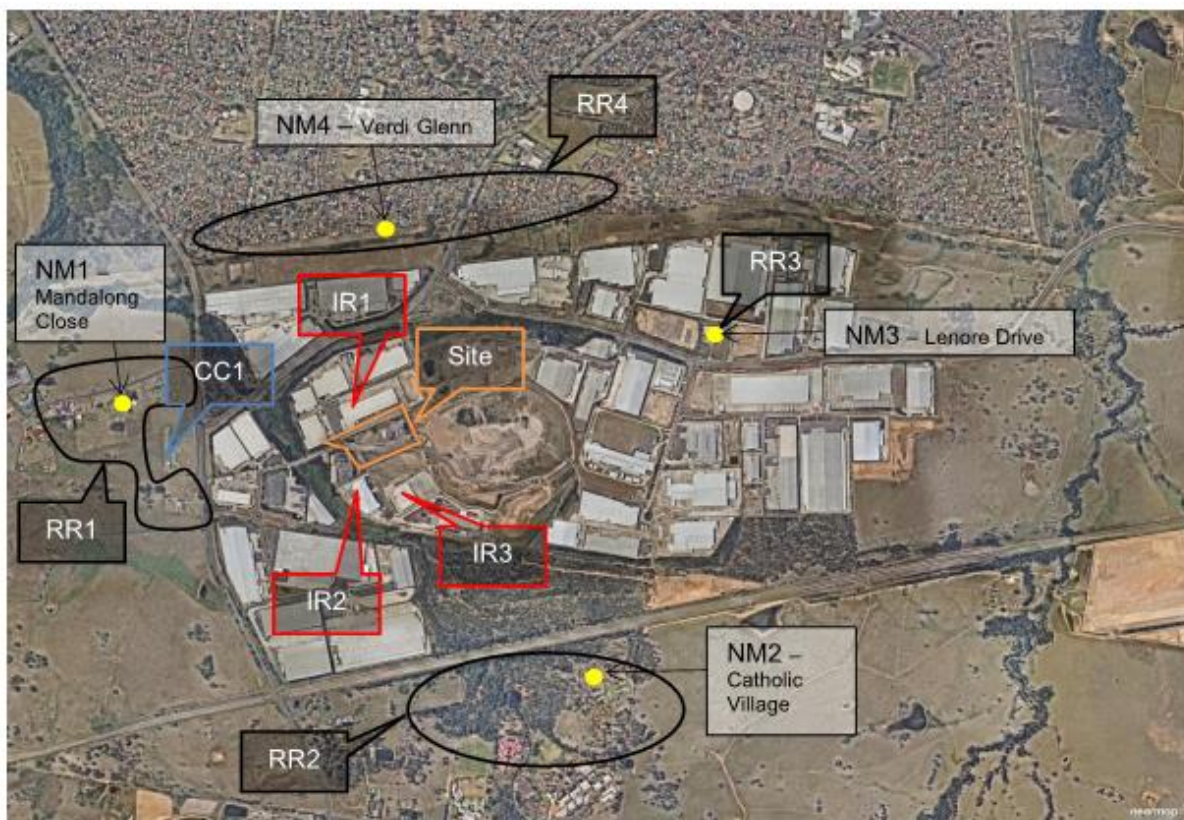 RR4
NM4 – Verdi Glenn
NM1 –
Mandalong
Close
IR1
RR3
CC1
Site
NM3 – Lenore Drive
RR1
IR3
IR2
NM2 –
Catholic
Village
RR2
nearmap